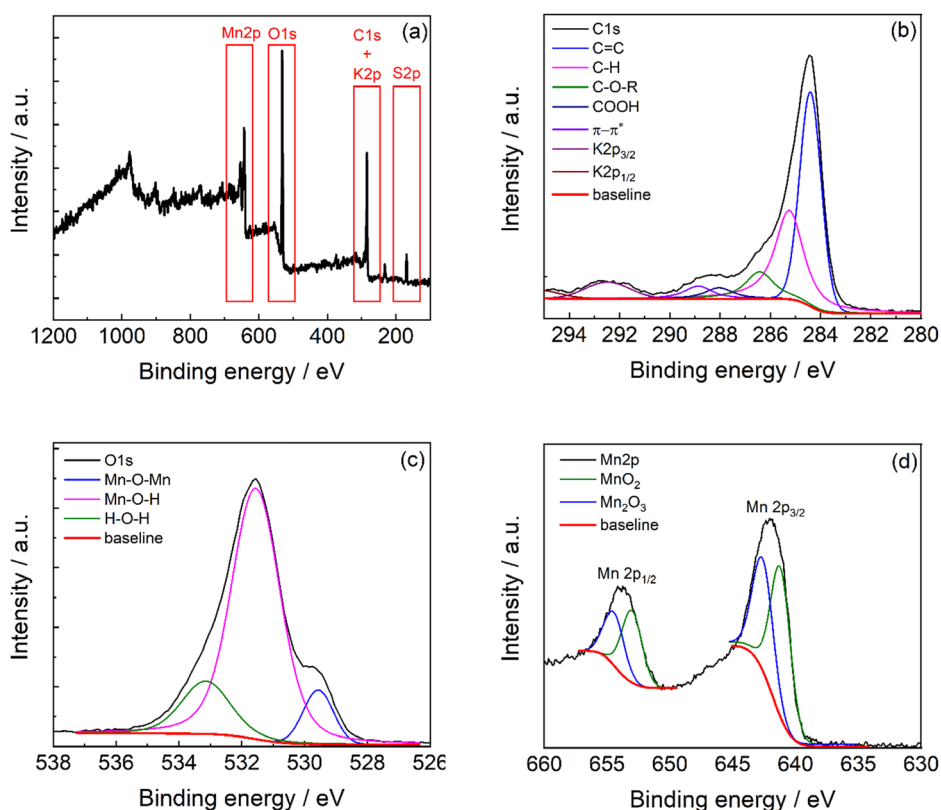 (a)
Mn2p
O1s
C1s
+
K2p
S2p
Intensity / a.u.
1200 1000 800 600 400 200
Binding energy / eV
(b)
C1s
C=C
C-H
C-O-R
COOH
π-π*
K2p3/2
K2p1/2
baseline
Intensity / a.u.
294 292 290 288 286 284 282 280
Binding energy / eV
(c)
O1s
Mn-O-Mn
Mn-O-H
H-O-H
baseline
Intensity / a.u.
538 536 534 532 530 528 526
Binding energy / eV
(d)
Mn2p
MnO₂
Mn₂O₃
baseline
Mn 2p3/2
Mn 2p1/2
Intensity / a.u.
660 655 650 645 640 635 630
Binding energy / eV